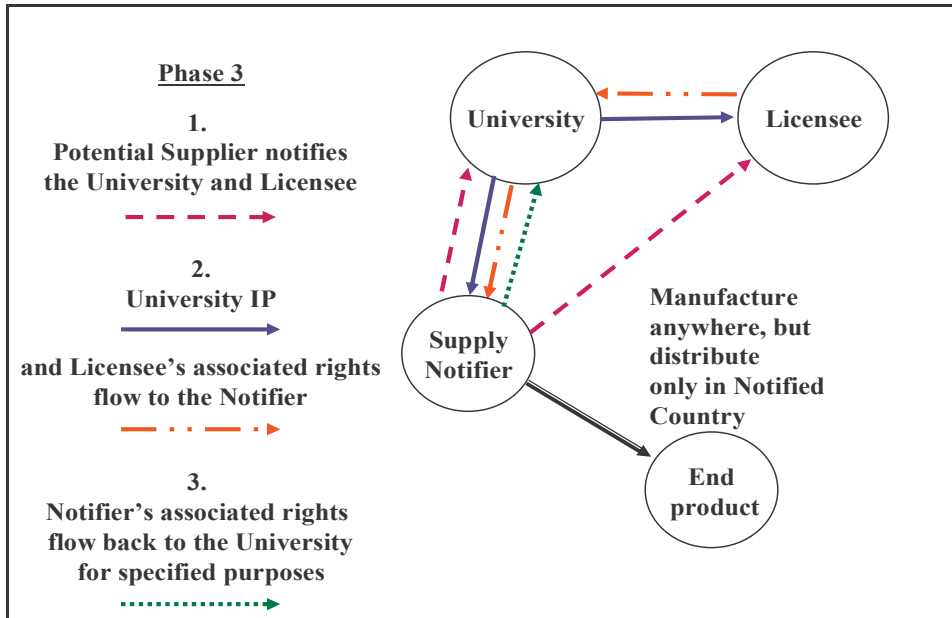 Phase 3
1.
Potential Supplier notifies
the University and Licensee
2.
University IP
and Licensee’s associated rights
flow to the Notifier
3.
Notifier’s associated rights
flow back to the University
for specified purposes
University
Licensee
Supply
Notifier
Manufacture
anywhere, but
distribute
only in Notified
Country
End
product